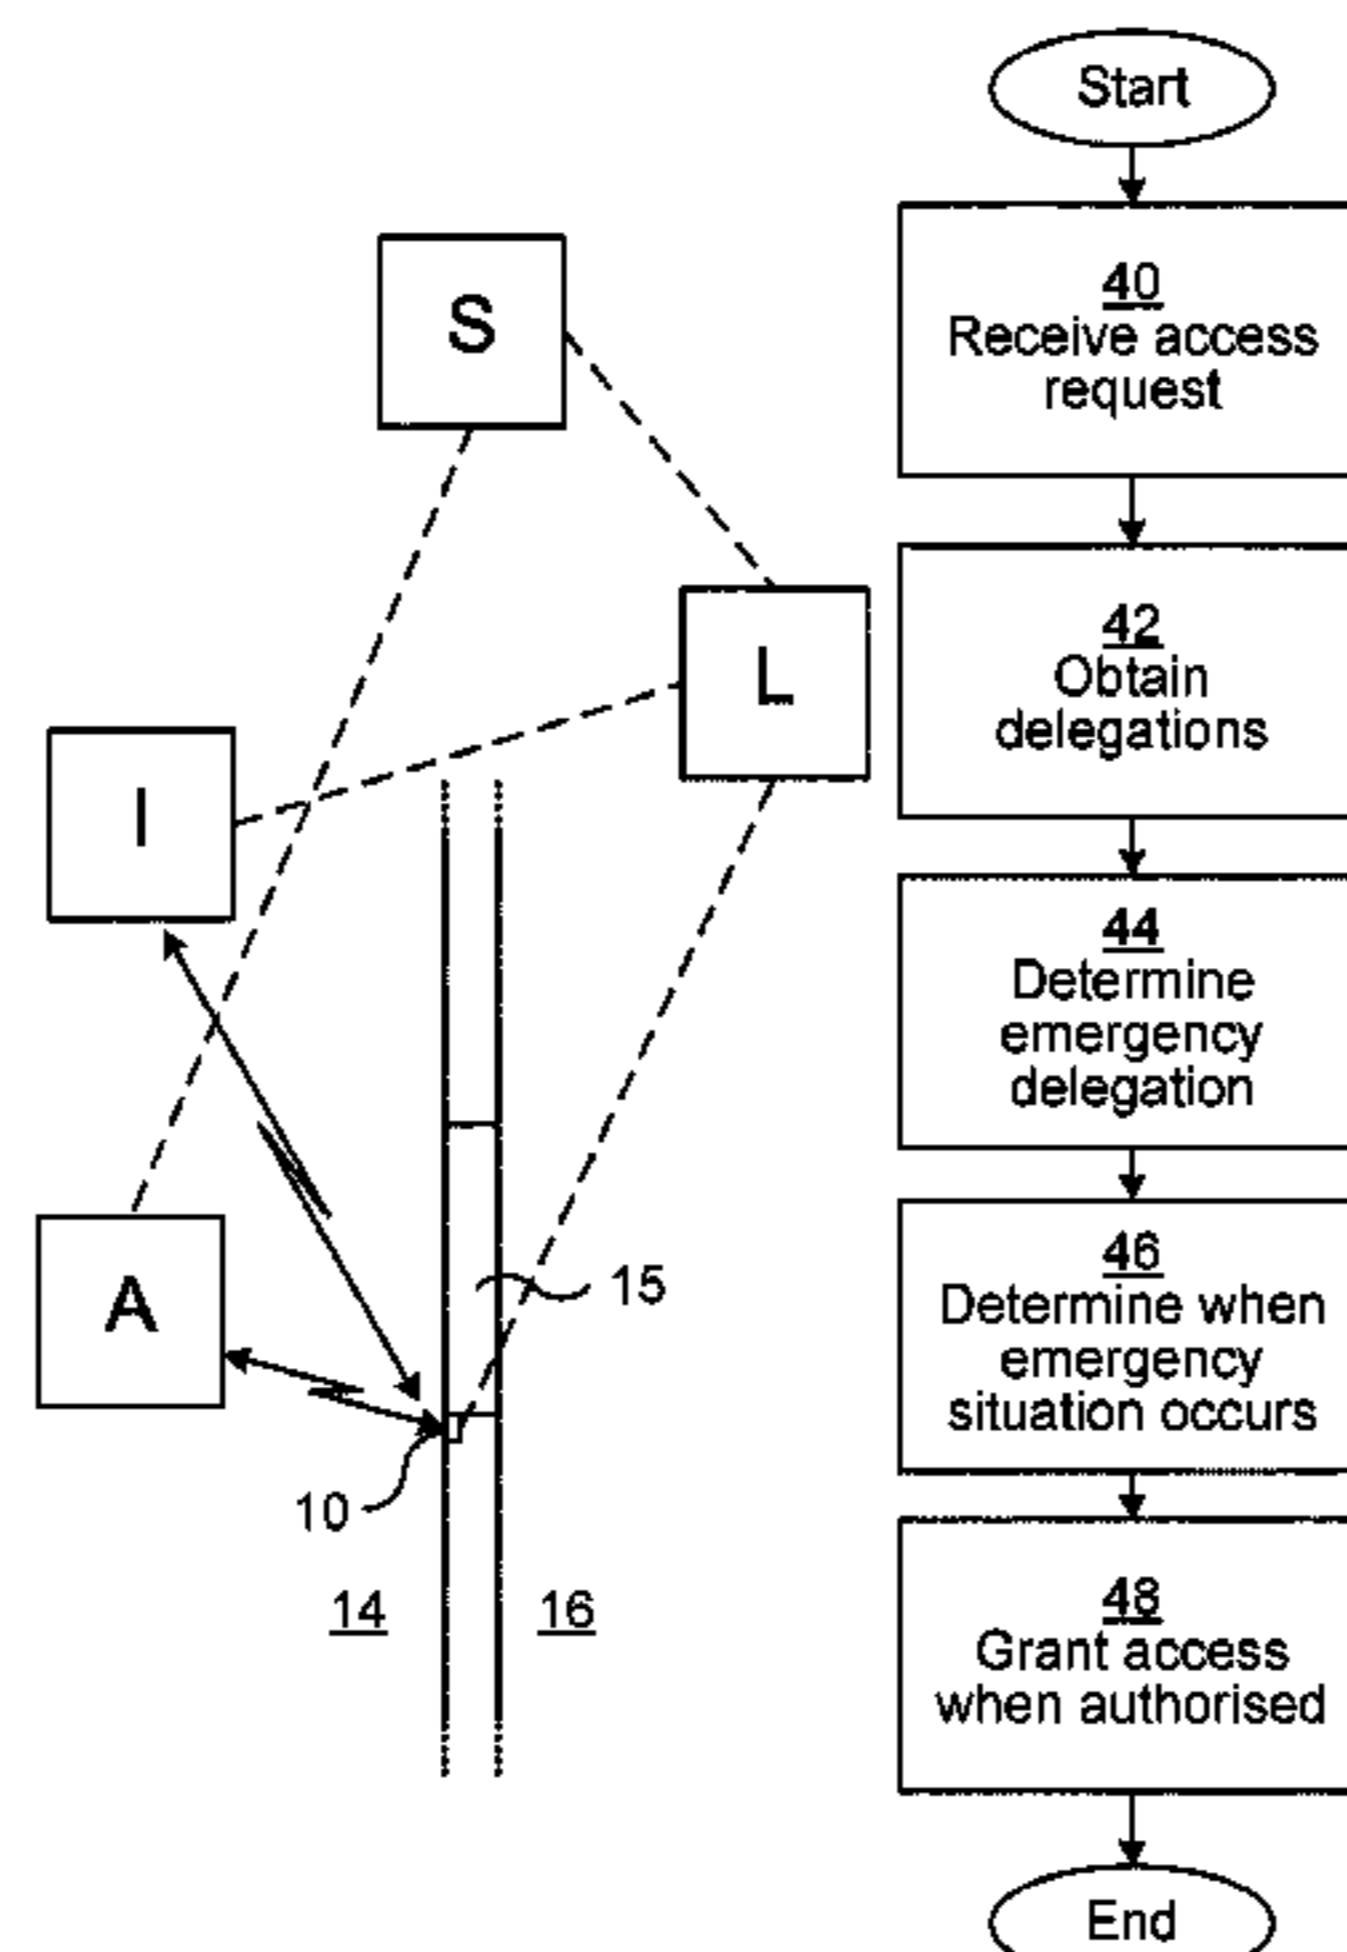 S
L
I
A
15
10
14
16
Start
40
Receive access
request
42
Obtain
delegations
44
Determine
emergency
delegation
46
Determine when
emergency
situation occurs
48
Grant access
when authorised
End